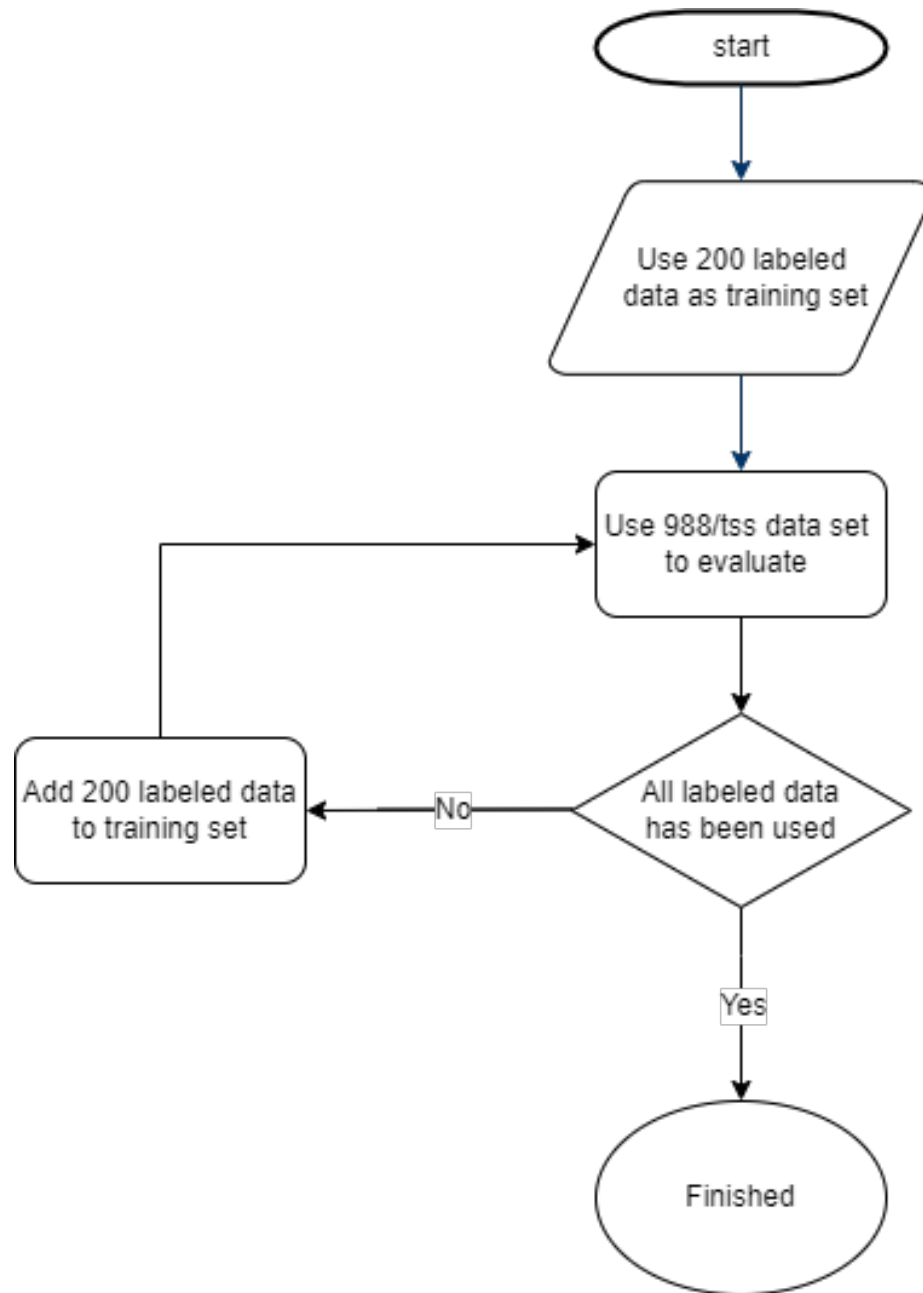 start
Use 200 labeled
data as training set
Use 988/tss data set
to evaluate
All labeled data
has been used
No
Add 200 labeled data
to training set
Yes
Finished